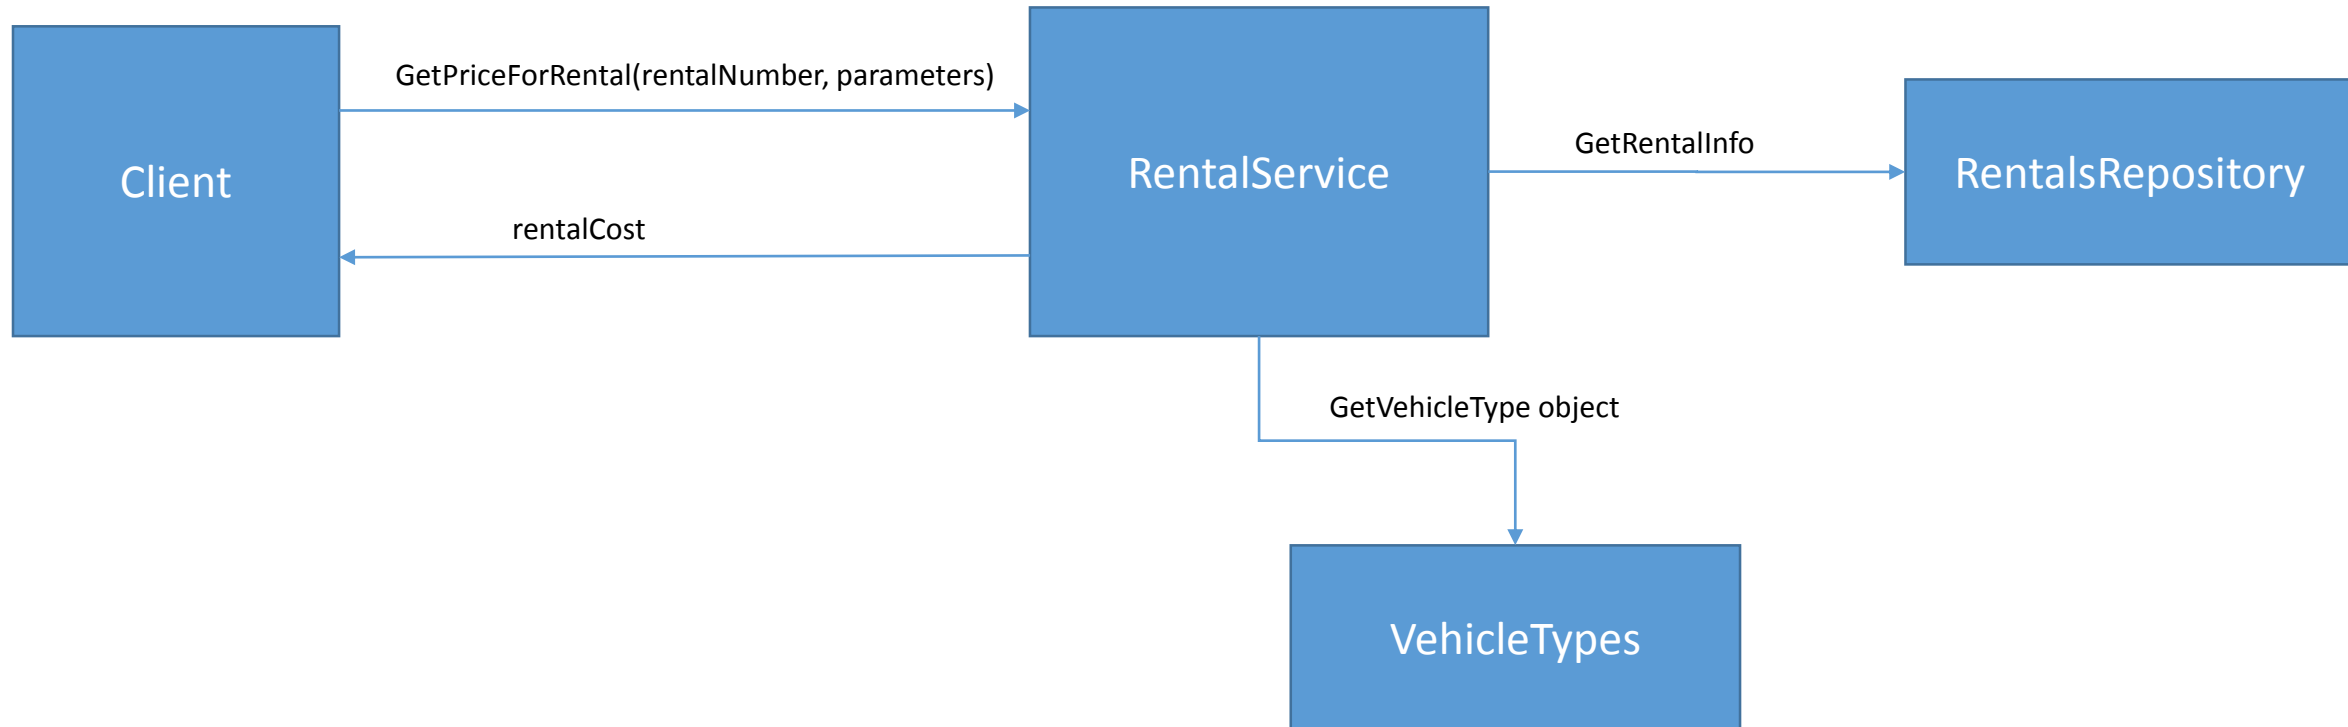 GetPriceForRental(rentalNumber, parameters)
Client
RentalService
GetRentalInfo
RentalsRepository
rentalCost
GetVehicleType object
VehicleTypes